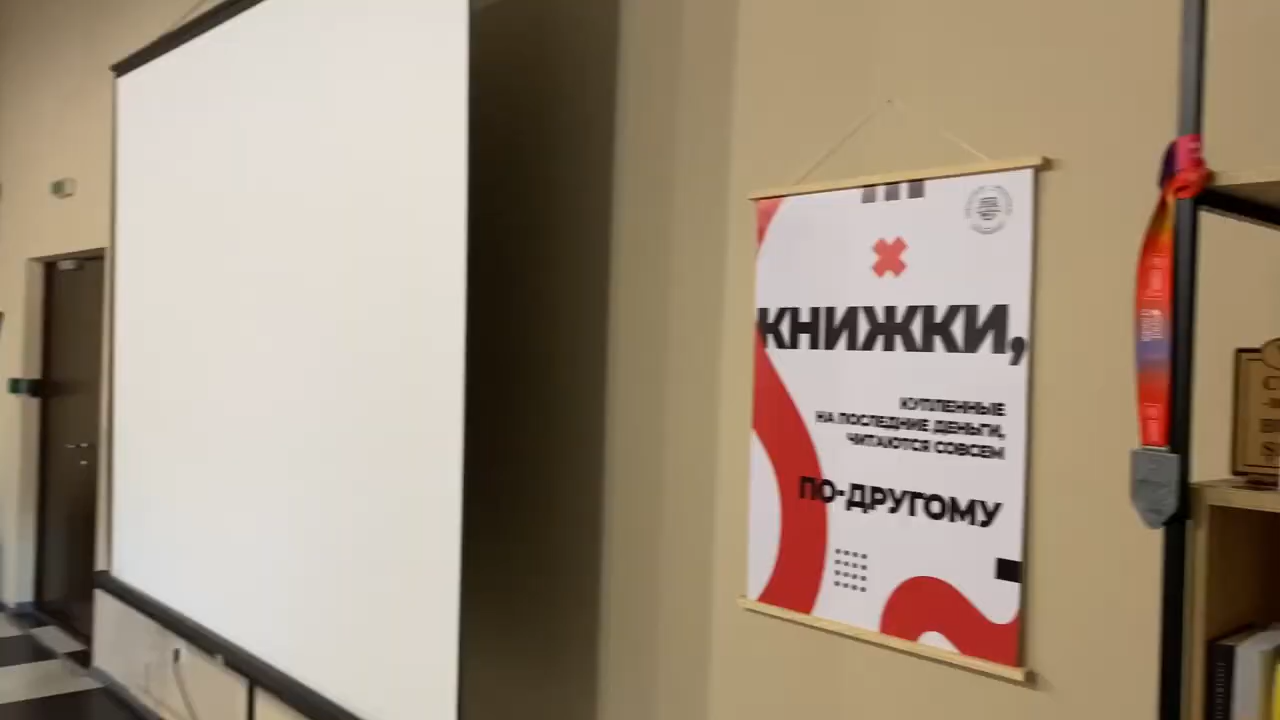 КНИЖКИ,
КУПЛЕННЫЕ
НА ПОСЛЕДНИЕ ДЕНЬГИ,
ЧИТАЮТСЯ СОВСЕМ
ПО-ДРУГОМУ